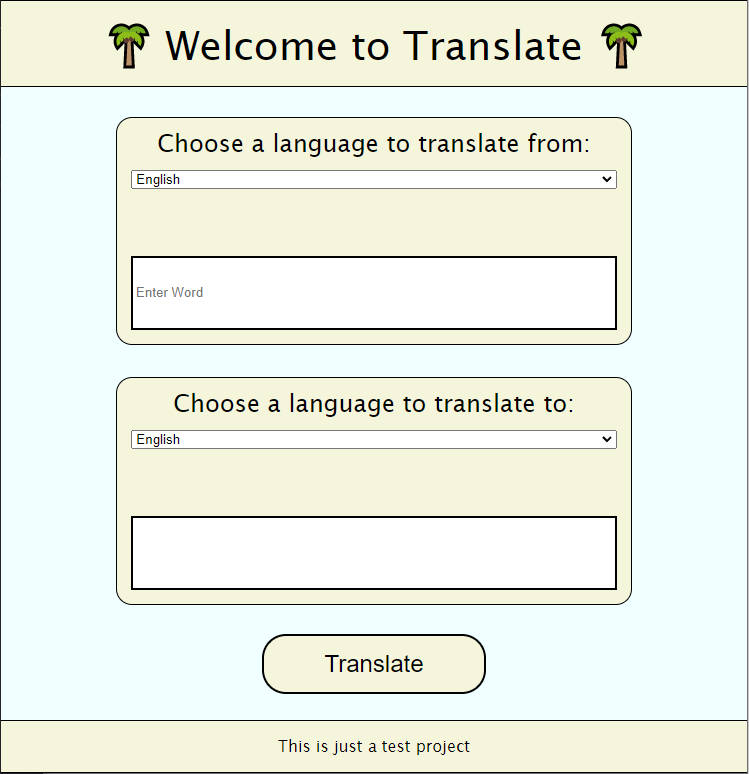 🌴 Welcome to Translate 🌴
Choose a language to translate from:
English
Enter Word
Choose a language to translate to:
English
Translate
This is just a test project